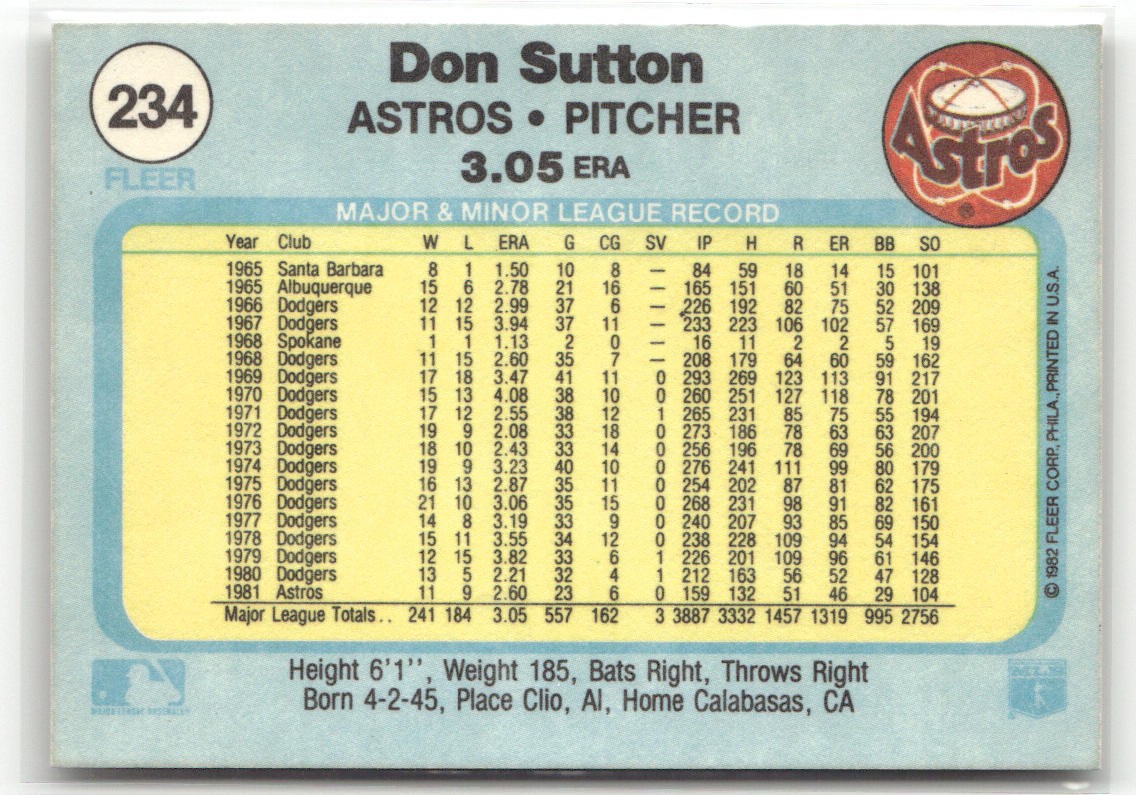 234
FLEER
Don Sutton
ASTROS • PITCHER
3.05 ERA
Astros
®
MAJOR & MINOR LEAGUE RECORD
Year Club W L ERA G CG SV IP H R ER BB SO
1965 Santa Barbara 8 1 1.50 10 8 — 84 59 18 14 15 101
1965 Albuquerque 15 6 2.78 21 16 — 165 151 60 51 30 138
1966 Dodgers 12 12 2.99 37 6 — 226 192 82 75 52 209
1967 Dodgers 11 15 3.94 37 11 — 233 223 106 102 57 169
1968 Spokane 1 1 1.13 2 0 — 16 11 2 2 5 19
1968 Dodgers 11 15 2.60 35 7 — 208 179 64 60 59 162
1969 Dodgers 17 18 3.47 41 11 0 293 269 123 113 91 217
1970 Dodgers 15 13 4.08 38 10 0 260 251 127 118 78 201
1971 Dodgers 17 12 2.55 38 12 1 265 231 85 75 55 194
1972 Dodgers 19 9 2.08 33 18 0 273 186 78 63 63 207
1973 Dodgers 18 10 2.43 33 14 0 256 196 78 69 56 200
1974 Dodgers 19 9 3.23 40 10 0 276 241 111 99 80 179
1975 Dodgers 16 13 2.87 35 11 0 254 202 87 81 62 175
1976 Dodgers 21 10 3.06 35 15 0 268 231 98 91 82 161
1977 Dodgers 14 8 3.19 33 9 0 240 207 93 85 69 150
1978 Dodgers 15 11 3.55 34 12 0 238 228 109 94 54 154
1979 Dodgers 12 15 3.82 33 6 1 226 201 109 96 61 146
1980 Dodgers 13 5 2.21 32 4 1 212 163 56 52 47 128
1981 Astros 11 9 2.60 23 6 0 159 132 51 46 29 104
Major League Totals.. 241 184 3.05 557 162 3 3887 3332 1457 1319 995 2756
© 1982 FLEER CORP., PHILA., PRINTED IN U.S.A.
Height 6'1'', Weight 185, Bats Right, Throws Right
Born 4-2-45, Place Clio, Al, Home Calabasas, CA
MAJOR LEAGUE BASEBALL